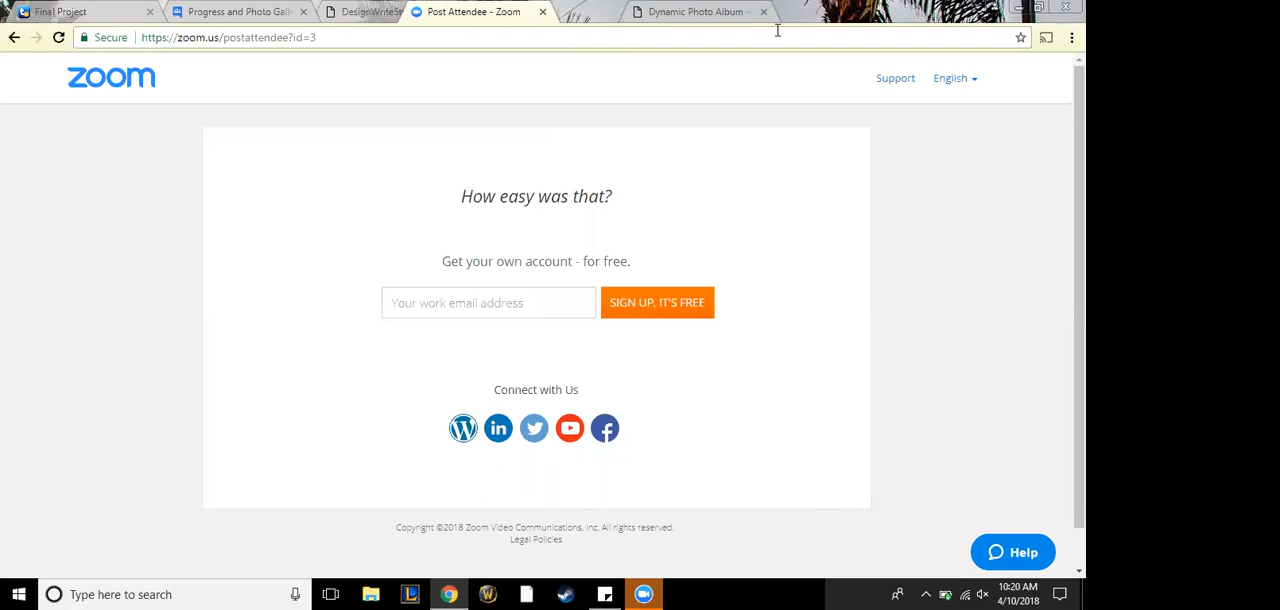 Final Project
Progress and Photo Gall
DesignWriteSt
Post Attendee - Zoom
Dynamic Photo Album -
Secure
https://zoom.us/postattendee?id=3
zoom
Support
English
How easy was that?
Get your own account - for free.
Your work email address
SIGN UP, IT'S FREE
Connect with Us
Copyright ©2018 Zoom Video Communications, Inc. All rights reserved.
Legal Policies
Help
Type here to search
10:20 AM
4/10/2018